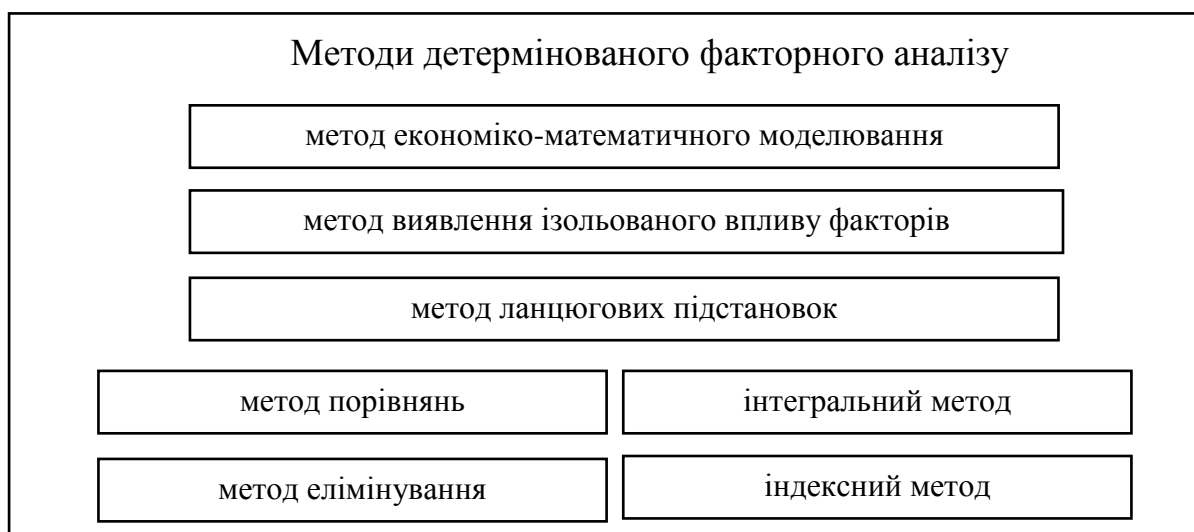 Методи детермінованого факторного аналізу
метод економіко-математичного моделювання
метод виявлення ізольованого впливу факторів
метод ланцюгових підстановок
метод порівнянь
інтегральний метод
метод елімінування
індексний метод